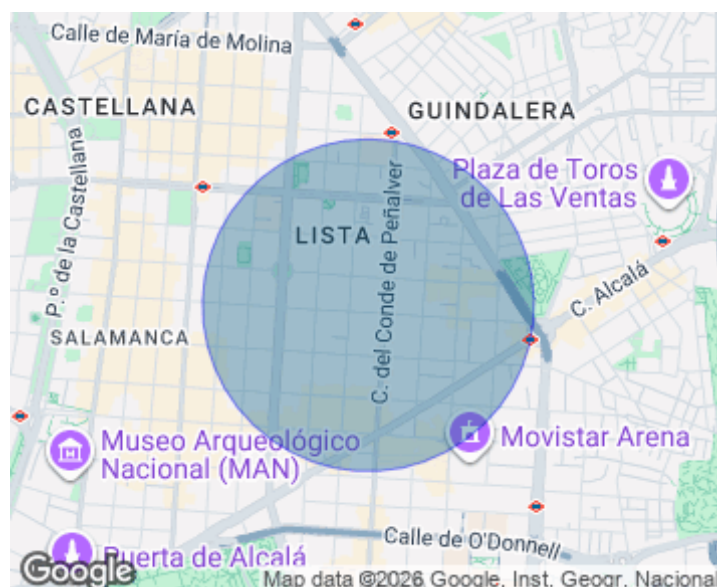 Calle de María de Molina
CASTELLANA
GUINDALERA
Plaza de Toros
de Las Ventas
P.º de la Castellana
LISTA
C. del Conde de Peñalver
C. Alcalá
SALAMANCA
Museo Arqueológico
Nacional (MAN)
Movistar Arena
Puerta de Alcalá
Calle de O'Donnell
Google
Map data ©2026 Google, Inst. Geogr. Nacional